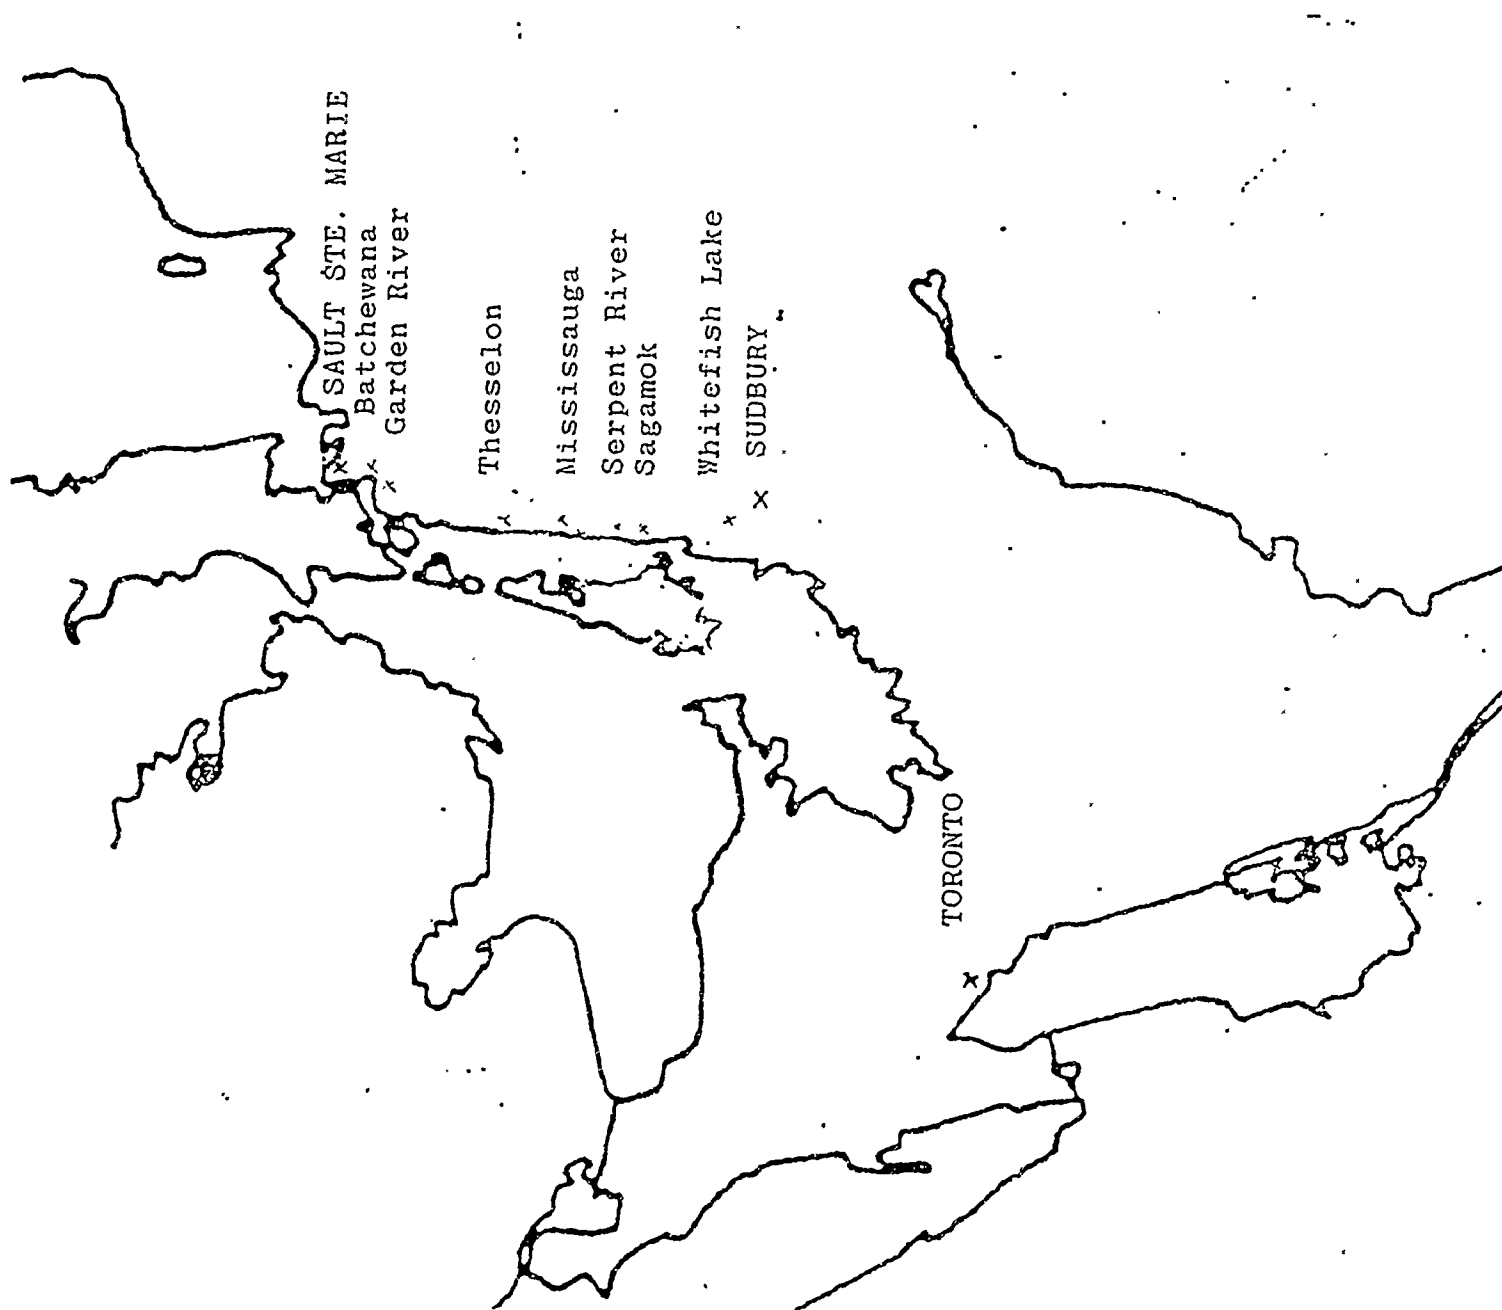 SAULT STE. MARIE
Batchewana
Garden River
Thesselon
Mississauga
Serpent River
Sagamok
Whitefish Lake
SUDBURY
TORONTO